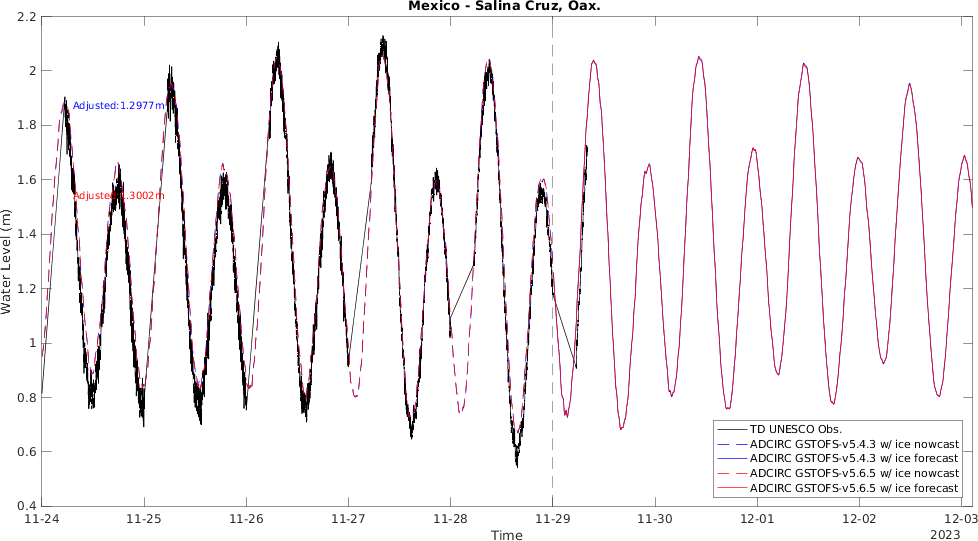 Mexico - Salina Cruz, Oax.
2.2
2
1.8
1.6
1.4
1.2
1
0.8
0.6
0.4
Water Level (m)
Adjusted:1.2977m
Adjusted:1.3002m
TD UNESCO Obs.
ADCIRC GSTOFS-v5.4.3 w/ ice nowcast
ADCIRC GSTOFS-v5.4.3 w/ ice forecast
ADCIRC GSTOFS-v5.6.5 w/ ice nowcast
ADCIRC GSTOFS-v5.6.5 w/ ice forecast
11-24 11-25 11-26 11-27 11-28 11-29 11-30 12-01 12-02 12-03
Time
2023